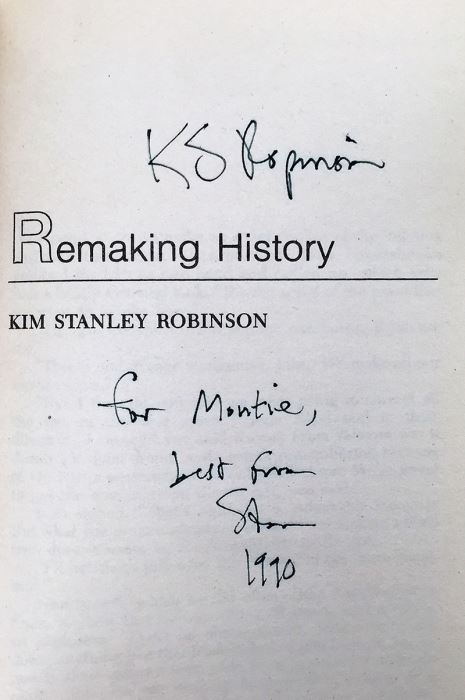 KS Robinson
Remaking History
KIM STANLEY ROBINSON
for Montie,
best from
Stan
1990